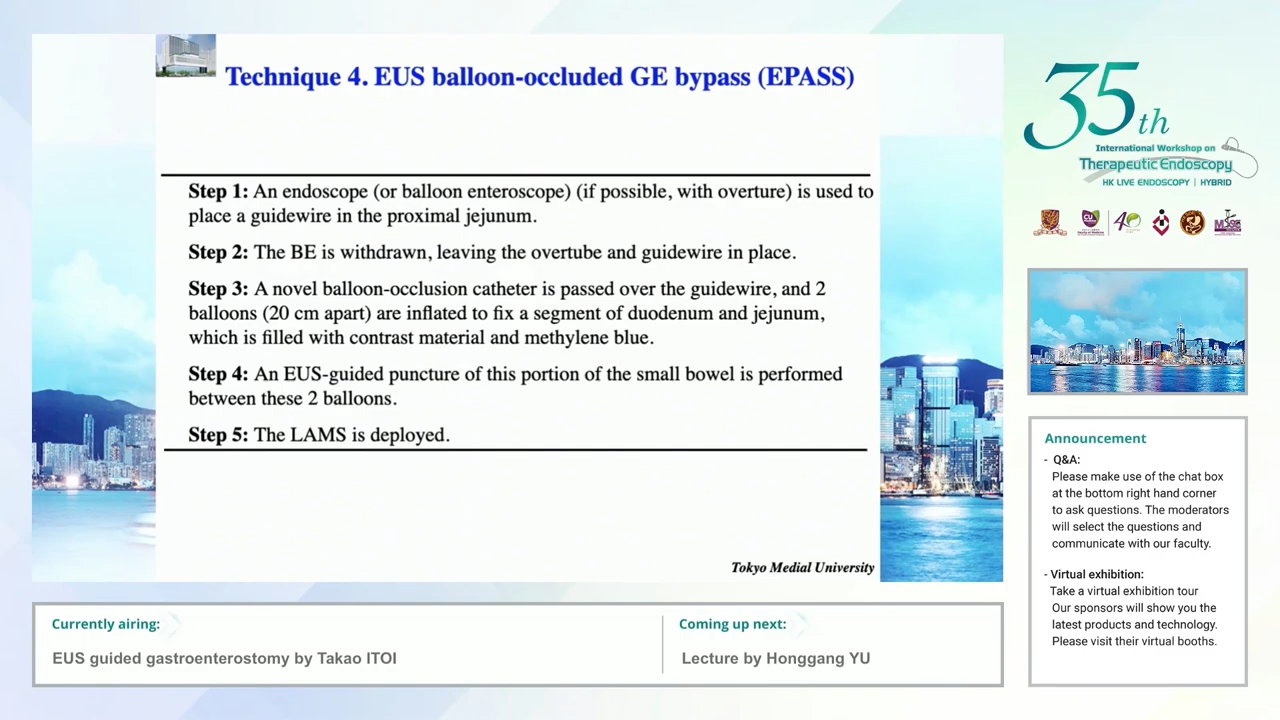 Technique 4. EUS balloon-occluded GE bypass (EPASS)
Step 1: An endoscope (or balloon enteroscope) (if possible, with overture) is used to
place a guidewire in the proximal jejunum.
Step 2: The BE is withdrawn, leaving the overtube and guidewire in place.
Step 3: A novel balloon-occlusion catheter is passed over the guidewire, and 2
balloons (20 cm apart) are inflated to fix a segment of duodenum and jejunum,
which is filled with contrast material and methylene blue.
Step 4: An EUS-guided puncture of this portion of the small bowel is performed
between these 2 balloons.
Step 5: The LAMS is deployed.
Tokyo Medial University
35th
International Workshop on
Therapeutic Endoscopy
HK LIVE ENDOSCOPY | HYBRID
Announcement
- Q&A:
Please make use of the chat box
at the bottom right hand corner
to ask questions. The moderators
will select the questions and
communicate with our faculty.
- Virtual exhibition:
Take a virtual exhibition tour
Our sponsors will show you the
latest products and technology.
Please visit their virtual booths.
Currently airing:
EUS guided gastroenterostomy by Takao ITOI
Coming up next:
Lecture by Honggang YU